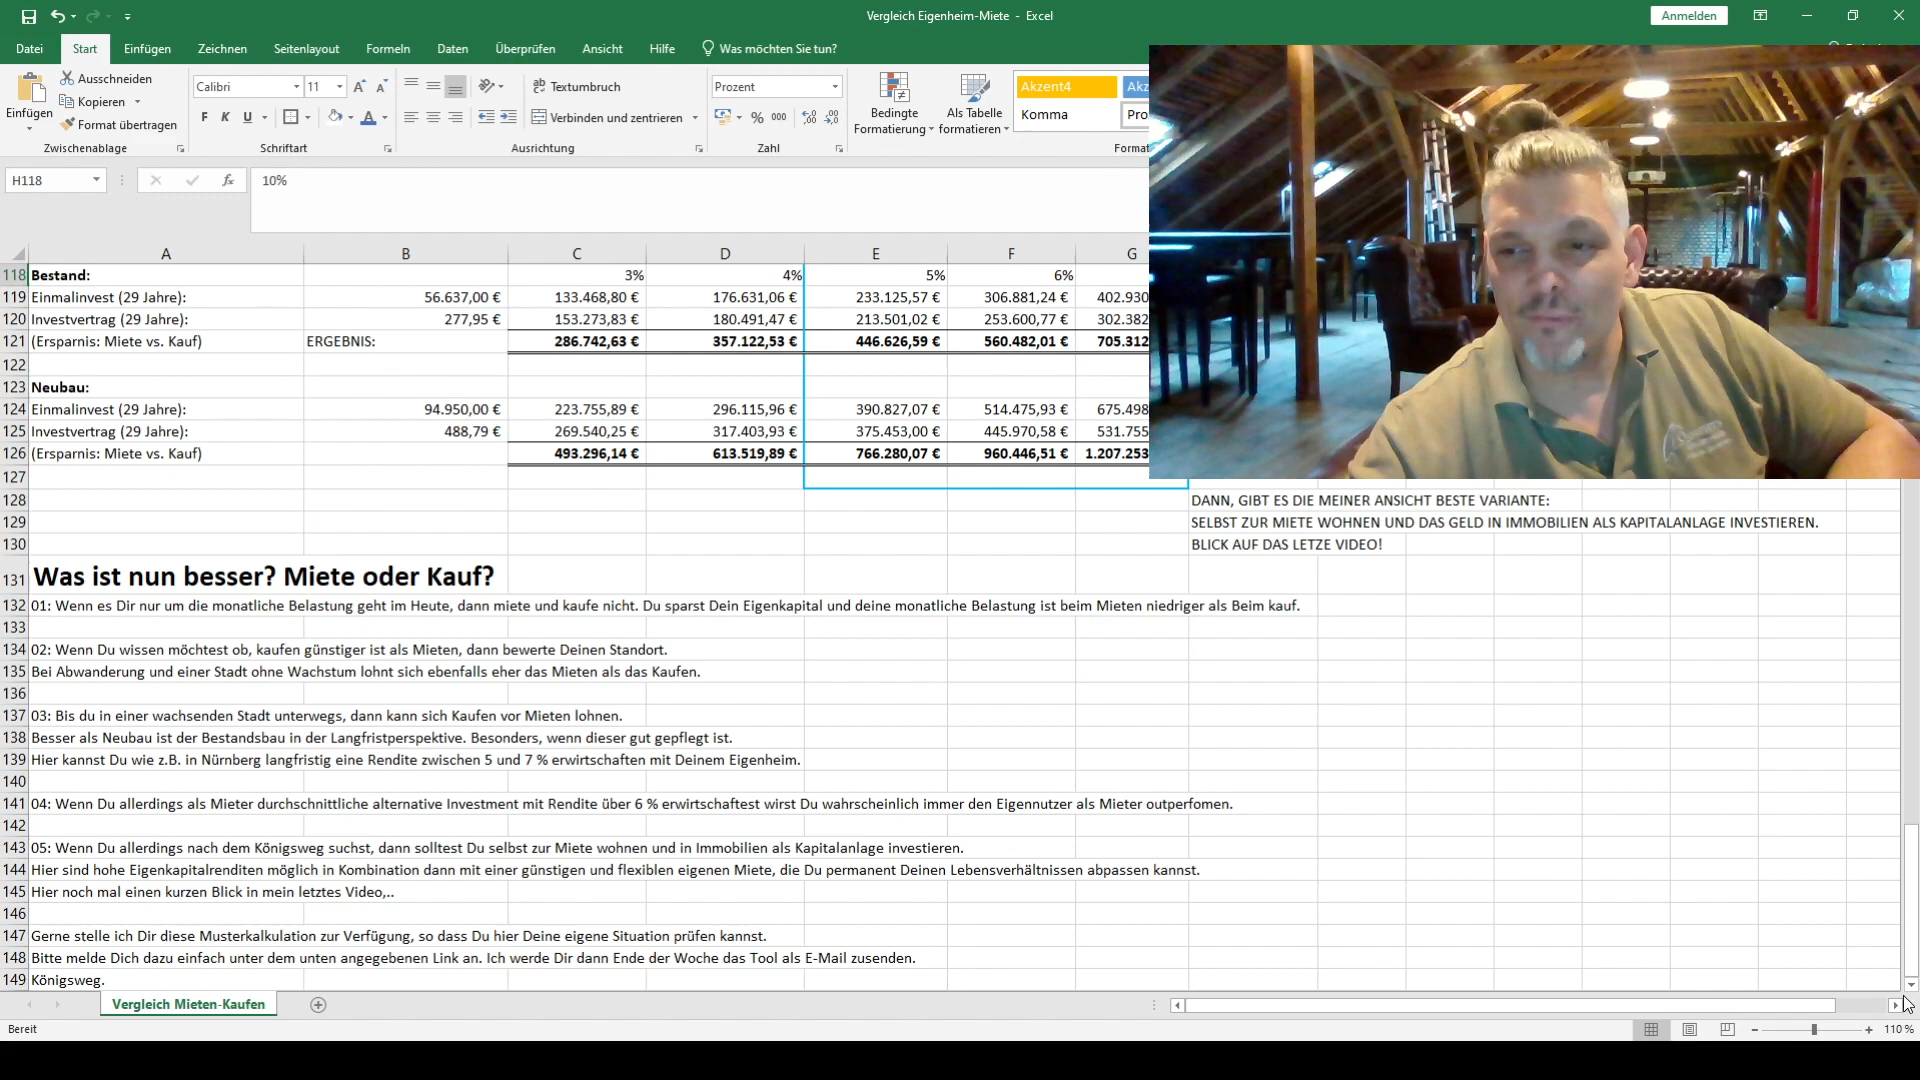 Vergleich Eigenheim-Miete - Excel
Anmelden
Datei Start Einfügen Zeichnen Seitenlayout Formeln Daten Überprüfen Ansicht Hilfe Was möchten Sie tun?
Einfügen
Ausschneiden
Kopieren
Format übertragen
Zwischenablage
Calibri 11
F K U
Schriftart
Textumbruch
Verbinden und zentrieren
Ausrichtung
Prozent
% 000
Zahl
Bedingte
Formatierung
Als Tabelle
formatieren
Akzent4
Komma
H118 fx 10%
A B C D E F G
118 Bestand: 3% 4% 5% 6%
119 Einmalinvest (29 Jahre): 56.637,00 € 133.468,80 € 176.631,06 € 233.125,57 € 306.881,24 € 402.930
120 Investvertrag (29 Jahre): 277,95 € 153.273,83 € 180.491,47 € 213.501,02 € 253.600,77 € 302.382
121 (Ersparnis: Miete vs. Kauf) ERGEBNIS: 286.742,63 € 357.122,53 € 446.626,59 € 560.482,01 € 705.312
122
123 Neubau:
124 Einmalinvest (29 Jahre): 94.950,00 € 223.755,89 € 296.115,96 € 390.827,07 € 514.475,93 € 675.498
125 Investvertrag (29 Jahre): 488,79 € 269.540,25 € 317.403,93 € 375.453,00 € 445.970,58 € 531.755
126 (Ersparnis: Miete vs. Kauf) 493.296,14 € 613.519,89 € 766.280,07 € 960.446,51 € 1.207.253
127
128 DANN, GIBT ES DIE MEINER ANSICHT BESTE VARIANTE:
129 SELBST ZUR MIETE WOHNEN UND DAS GELD IN IMMOBILIEN ALS KAPITALANLAGE INVESTIEREN.
130 BLICK AUF DAS LETZE VIDEO!
131 Was ist nun besser? Miete oder Kauf?
132 01: Wenn es Dir nur um die monatliche Belastung geht im Heute, dann miete und kaufe nicht. Du sparst Dein Eigenkapital und deine monatliche Belastung ist beim Mieten niedriger als Beim kauf.
133
134 02: Wenn Du wissen möchtest ob, kaufen günstiger ist als Mieten, dann bewerte Deinen Standort.
135 Bei Abwanderung und einer Stadt ohne Wachstum lohnt sich ebenfalls eher das Mieten als das Kaufen.
136
137 03: Bis du in einer wachsenden Stadt unterwegs, dann kann sich Kaufen vor Mieten lohnen.
138 Besser als Neubau ist der Bestandsbau in der Langfristperspektive. Besonders, wenn dieser gut gepflegt ist.
139 Hier kannst Du wie z.B. in Nürnberg langfristig eine Rendite zwischen 5 und 7 % erwirtschaften mit Deinem Eigenheim.
140
141 04: Wenn Du allerdings als Mieter durchschnittliche alternative Investment mit Rendite über 6 % erwirtschaftest wirst Du wahrscheinlich immer den Eigennutzer als Mieter outperfomen.
142
143 05: Wenn Du allerdings nach dem Königsweg suchst, dann solltest Du selbst zur Miete wohnen und in Immobilien als Kapitalanlage investieren.
144 Hier sind hohe Eigenkapitalrenditen möglich in Kombination dann mit einer günstigen und flexiblen eigenen Miete, die Du permanent Deinen Lebensverhältnissen abpassen kannst.
145 Hier noch mal einen kurzen Blick in mein letztes Video,..
146
147 Gerne stelle ich Dir diese Musterkalkulation zur Verfügung, so dass Du hier Deine eigene Situation prüfen kannst.
148 Bitte melde Dich dazu einfach unter dem unten angegebenen Link an. Ich werde Dir dann Ende der Woche das Tool als E-Mail zusenden.
149 Königsweg.
Vergleich Mieten-Kaufen
Bereit
110 %